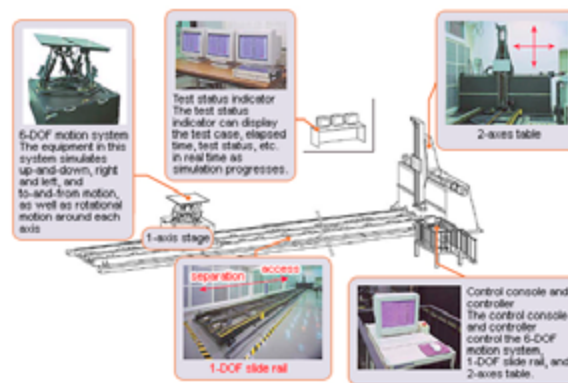 6-DOF motion system
The equipment in this
system simulates
up-and-down, right
and left, and
to-and-from motion,
as well as rotational
motion around each
axis
Test status indicator
The test status
indicator can display
the test case, elapsed
time, test status, etc.
in real time as
simulation progresses.
2-axes table
1-axis stage
separation
access
1-DOF slide rail
Control console and
controller
The control console
and controller
control the 6-DOF
motion system,
1-DOF slide rail, and
2-axes table.